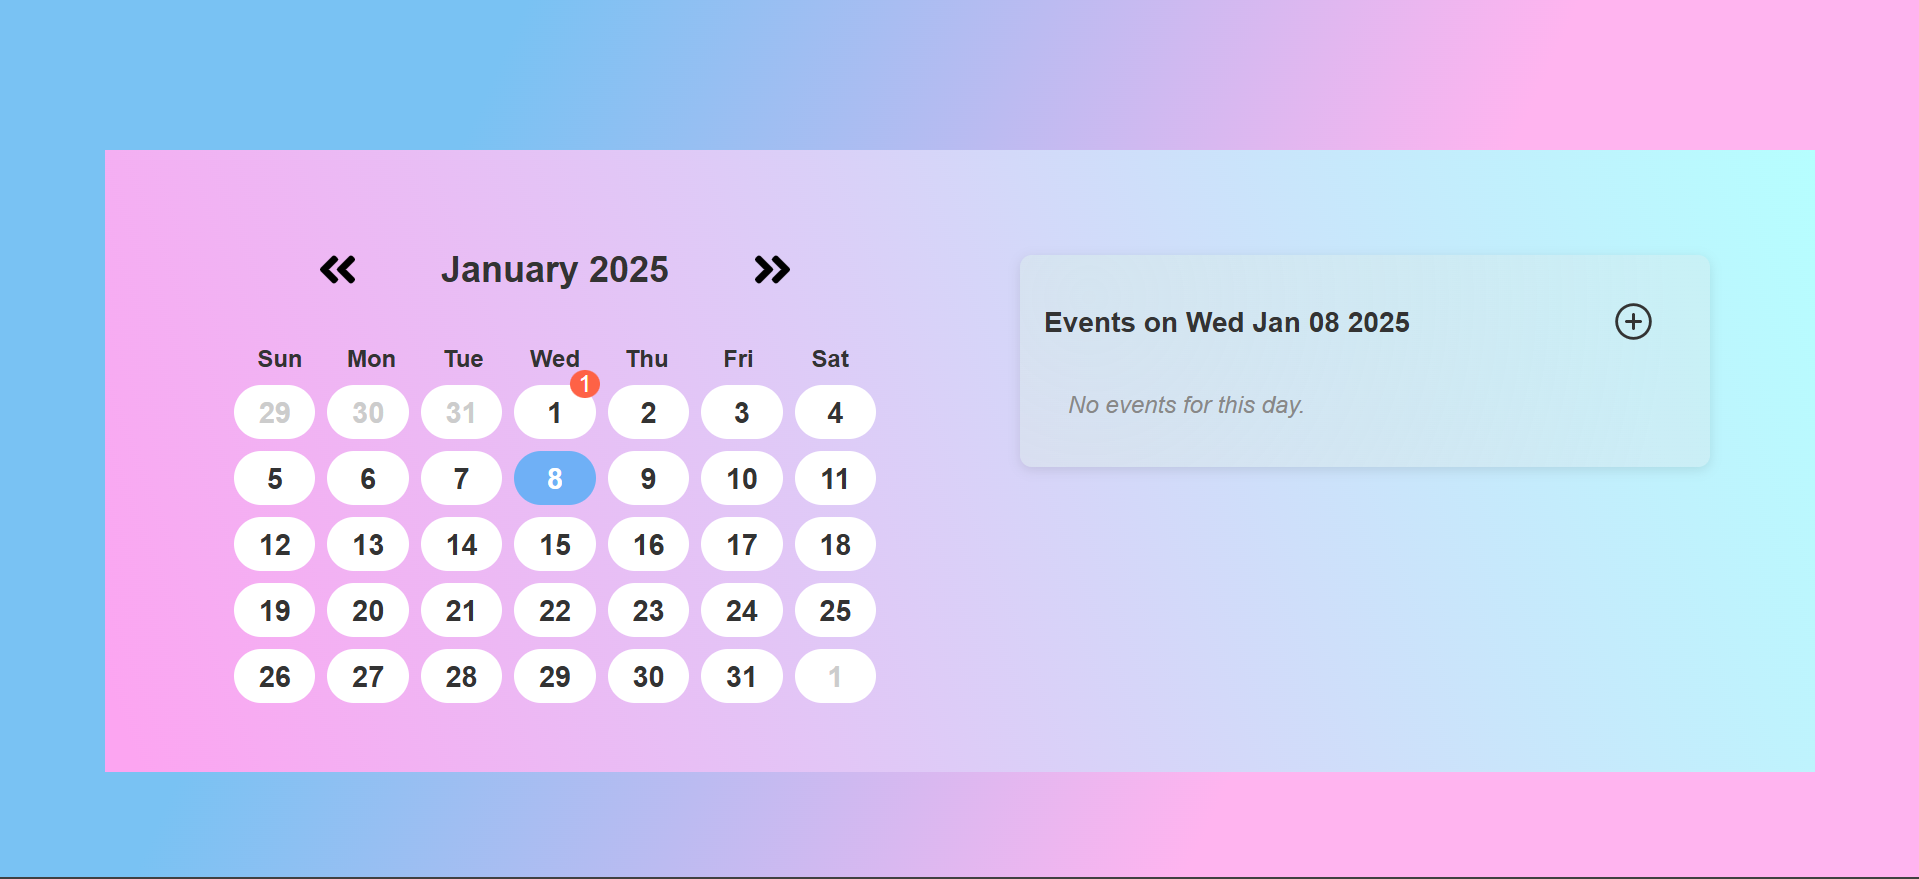 January 2025
Sun Mon Tue Wed Thu Fri Sat
1
29 30 31 1 2 3 4
5 6 7 8 9 10 11
12 13 14 15 16 17 18
19 20 21 22 23 24 25
26 27 28 29 30 31 1
Events on Wed Jan 08 2025
No events for this day.